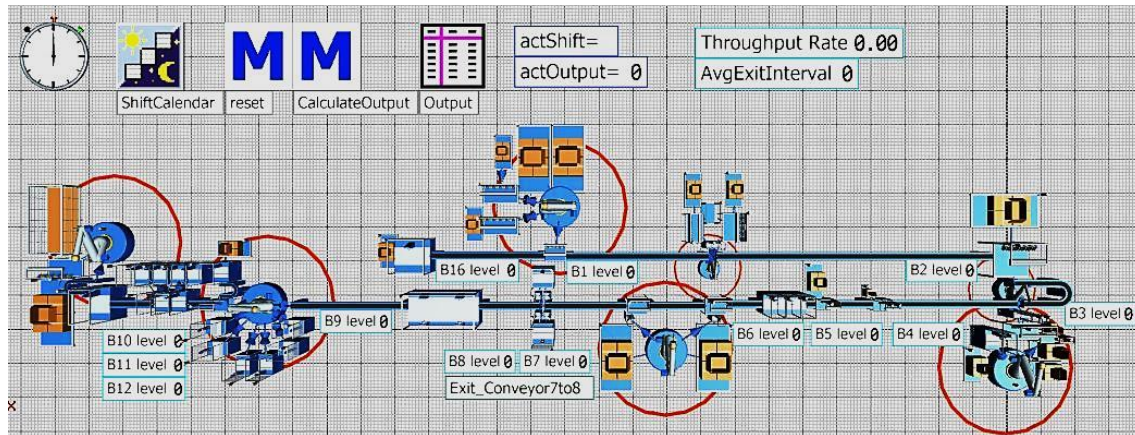 actShift=
Throughput Rate 0.00
M M
actOutput= 0
AvgExitInterval 0
ShiftCalendar reset CalculateOutput Output
B16 level 0 B1 level 0 B2 level 0
B9 level 0 B3 level 0
B10 level 0 B6 level 0 B5 level 0 B4 level 0
B11 level 0 B8 level 0 B7 level 0
B12 level 0 Exit_Conveyor7to8
X